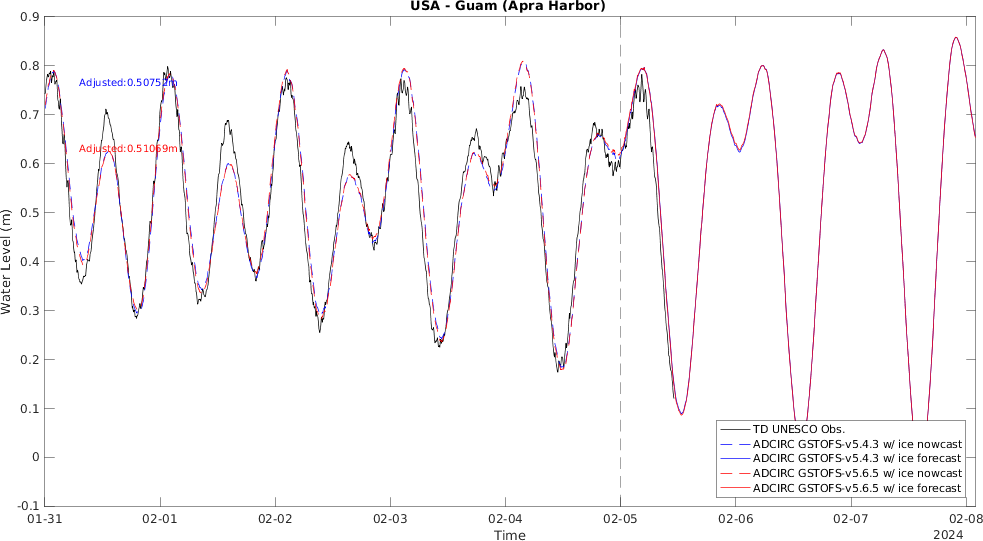 USA - Guam (Apra Harbor)
0.9
0.8
0.7
0.6
0.5
0.4
0.3
0.2
0.1
0
-0.1
Water Level (m)
Adjusted:0.50752m
Adjusted:0.51069m
TD UNESCO Obs.
ADCIRC GSTOFS-v5.4.3 w/ ice nowcast
ADCIRC GSTOFS-v5.4.3 w/ ice forecast
ADCIRC GSTOFS-v5.6.5 w/ ice nowcast
ADCIRC GSTOFS-v5.6.5 w/ ice forecast
01-31 02-01 02-02 02-03 02-04 02-05 02-06 02-07 02-08
Time
2024